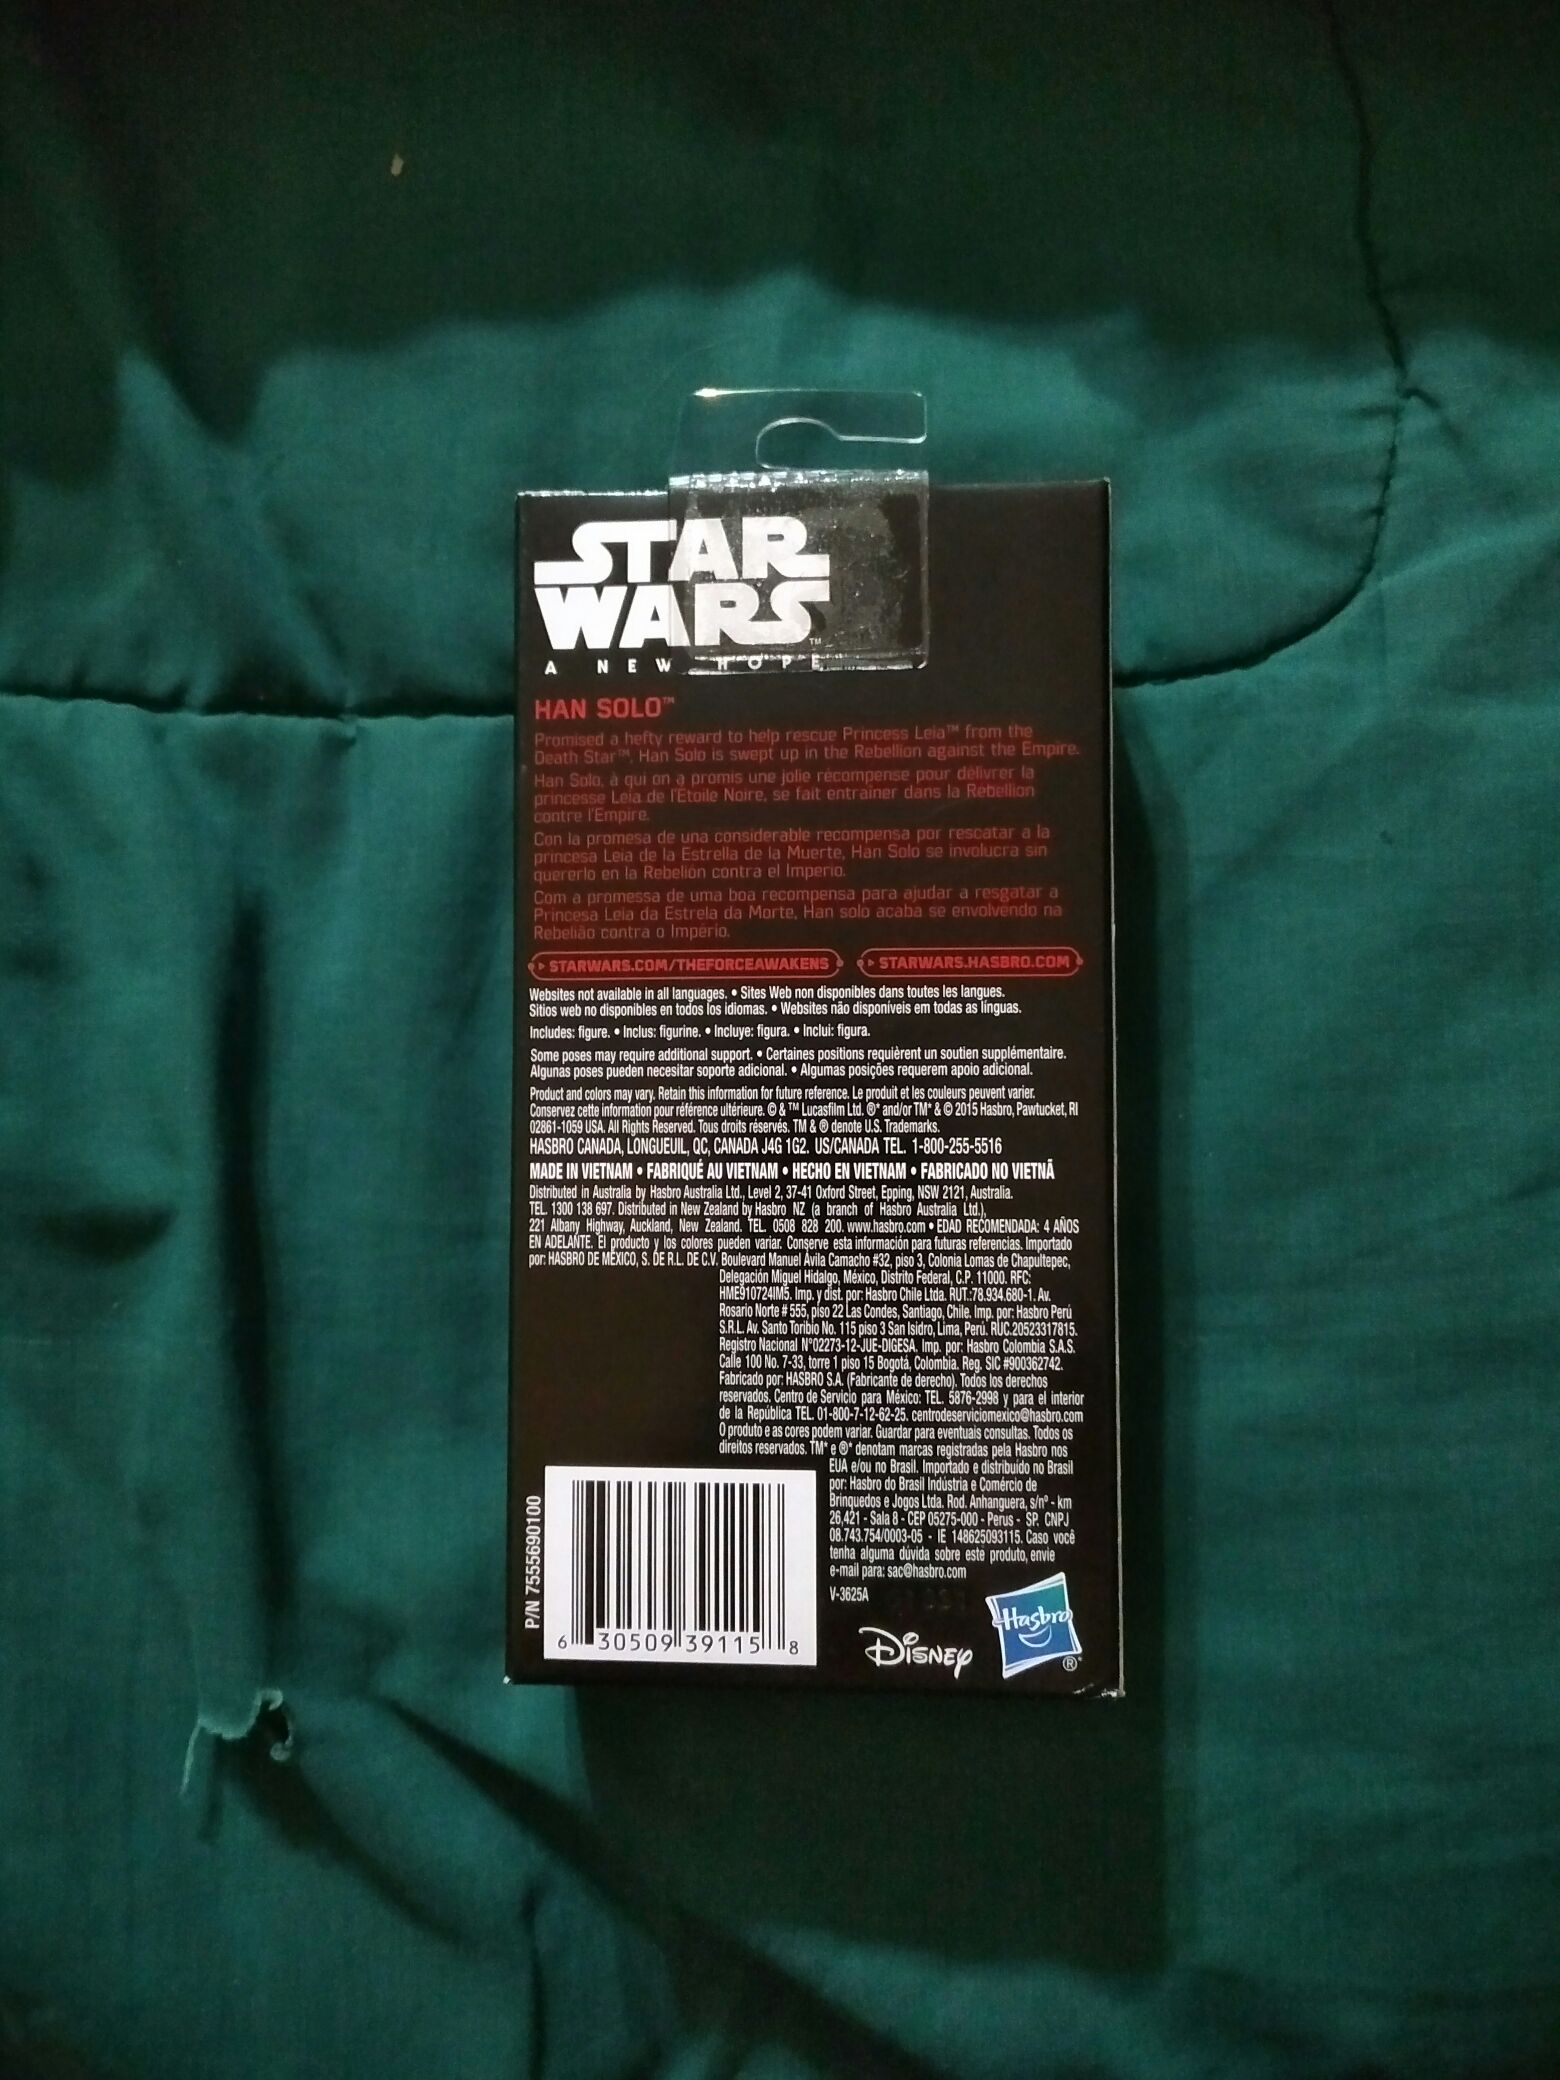 STAR
WARS™
A NEW HOPE
HAN SOLO™
Promised a hefty reward to help rescue Princess Leia™ from the
Death Star™, Han Solo is swept up in the Rebellion against the Empire.
Han Solo, à qui on a promis une jolie récompense pour délivrer la
princesse Leia de l'Étoile Noire, se fait entraîner dans la Rébellion
contre l'Empire.
Con la promesa de una considerable recompensa por rescatar a la
princesa Leia de la Estrella de la Muerte, Han Solo se involucra sin
quererlo en la Rebelión contra el Imperio.
Com a promessa de uma boa recompensa para ajudar a resgatar a
Princesa Leia da Estrela da Morte, Han solo acaba se envolvendo na
Rebelião contra o Império.
STARWARS.COM/THEFORCEAWAKENS STARWARS.HASBRO.COM
Websites not available in all languages. • Sites Web non disponibles dans toutes les langues.
Sitios web no disponibles en todos los idiomas. • Websites não disponíveis em todas as línguas.
Includes: figure. • Inclus: figurine. • Incluye: figura. • Inclui: figura.
Some poses may require additional support. • Certaines positions requièrent un soutien supplémentaire.
Algunas poses pueden necesitar soporte adicional. • Algumas posições requerem apoio adicional.
Product and colors may vary. Retain this information for future reference. Le produit et les couleurs peuvent varier.
Conservez cette information pour référence ultérieure. © & ™ Lucasfilm Ltd. ®* and/or TM* & © 2015 Hasbro, Pawtucket, RI
02861-1059 USA. All Rights Reserved. Tous droits réservés. TM & ® denote U.S. Trademarks.
HASBRO CANADA, LONGUEUIL, QC, CANADA J4G 1G2. US/CANADA TEL. 1-800-255-5516
MADE IN VIETNAM • FABRIQUÉ AU VIETNAM • HECHO EN VIETNAM • FABRICADO NO VIETNÃ
Distributed in Australia by Hasbro Australia Ltd., Level 2, 37-41 Oxford Street, Epping, NSW 2121, Australia.
TEL. 1300 138 697. Distributed in New Zealand by Hasbro NZ (a branch of Hasbro Australia Ltd.),
221 Albany Highway, Auckland, New Zealand. TEL. 0508 828 200. www.hasbro.com • EDAD RECOMENDADA: 4 AÑOS
EN ADELANTE. El producto y los colores pueden variar. Conserve esta información para futuras referencias. Importado
por: HASBRO DE MÉXICO, S. DE R.L. DE C.V. Boulevard Manuel Ávila Camacho #32, piso 3, Colonia Lomas de Chapultepec,
Delegación Miguel Hidalgo, México, Distrito Federal, C.P. 11000. RFC:
HME910724IM5. Imp. y dist. por: Hasbro Chile Ltda. RUT.:78.934.680-1. Av.
Rosario Norte # 555, piso 22 Las Condes, Santiago, Chile. Imp. por: Hasbro Perú
S.R.L. Av. Santo Toribio No. 115 piso 3 San Isidro, Lima, Perú. RUC.20523317815.
Registro Nacional N°02273-12-JUE-DIGESA. Imp. por: Hasbro Colombia S.A.S.
Calle 100 No. 7-33, torre 1 piso 15 Bogotá, Colombia. Reg. SIC #900362742.
Fabricado por: HASBRO S.A. (Fabricante de derecho). Todos los derechos
reservados. Centro de Servicio para México: TEL. 5876-2998 y para el interior
de la República TEL. 01-800-7-12-62-25. centrodeserviciomexico@hasbro.com
O produto e as cores podem variar. Guardar para eventuais consultas. Todos os
direitos reservados. TM* e ®* denotam marcas registradas pela Hasbro nos
EUA e/ou no Brasil. Importado e distribuído no Brasil
por: Hasbro do Brasil Indústria e Comércio de
Brinquedos e Jogos Ltda. Rod. Anhanguera, s/nº - km
26,421 - Sala 8 - CEP 05275-000 - Perus - SP. CNPJ
08.743.754/0003-05 - IE 148625093115. Caso você
tenha alguma dúvida sobre este produto, envie
e-mail para: sac@hasbro.com
V-3625A
P/N 7555690100
6 30509 39115 8
Disney
Hasbro®*